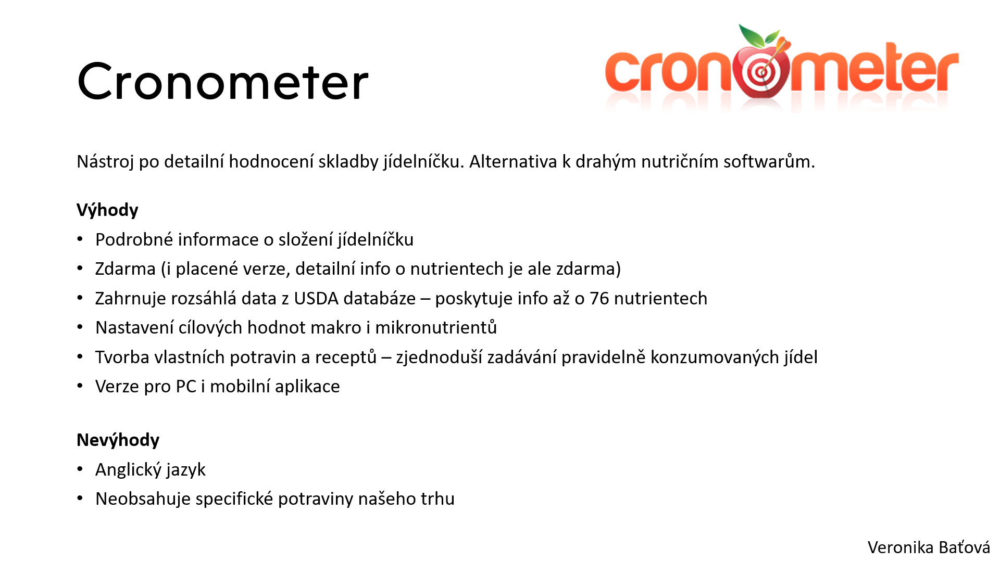 Cronometer
cronometer
Nástroj po detailní hodnocení skladby jídelníčku. Alternativa k drahým nutričním softwarům.
Výhody
• Podrobné informace o složení jídelníčku
• Zdarma (i placené verze, detailní info o nutrientech je ale zdarma)
• Zahrnuje rozsáhlá data z USDA databáze – poskytuje info až o 76 nutrientech
• Nastavení cílových hodnot makro i mikronutrientů
• Tvorba vlastních potravin a receptů – zjednoduší zadávání pravidelně konzumovaných jídel
• Verze pro PC i mobilní aplikace
Nevýhody
• Anglický jazyk
• Neobsahuje specifické potraviny našeho trhu
Veronika Baťová